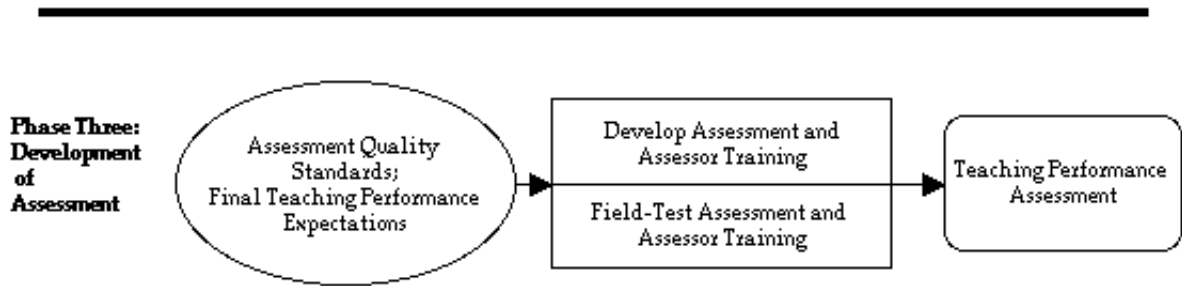 Phase Three:
Development
of
Assessment
Assessment Quality
Standards;
Final Teaching Performance
Expectations
Develop Assessment and
Assessor Training
Field-Test Assessment and
Assessor Training
Teaching Performance
Assessment